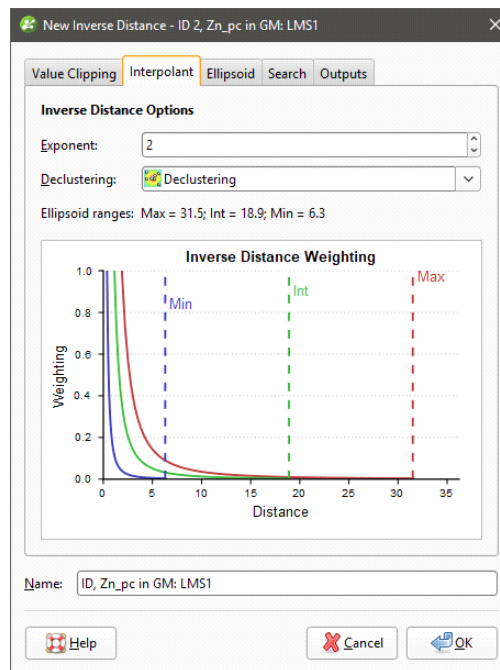 New Inverse Distance - ID 2, Zn_pc in GM: LMS1
Value Clipping Interpolant Ellipsoid Search Outputs
Inverse Distance Options
Exponent: 2
Declustering: Declustering
Ellipsoid ranges: Max = 31.5; Int = 18.9; Min = 6.3
Inverse Distance Weighting
1.0
0.8
0.6
0.4
0.2
0.0
Weighting
Min
Int
Max
0 5 10 15 20 25 30 35
Distance
Name: ID, Zn_pc in GM: LMS1
Help Cancel OK